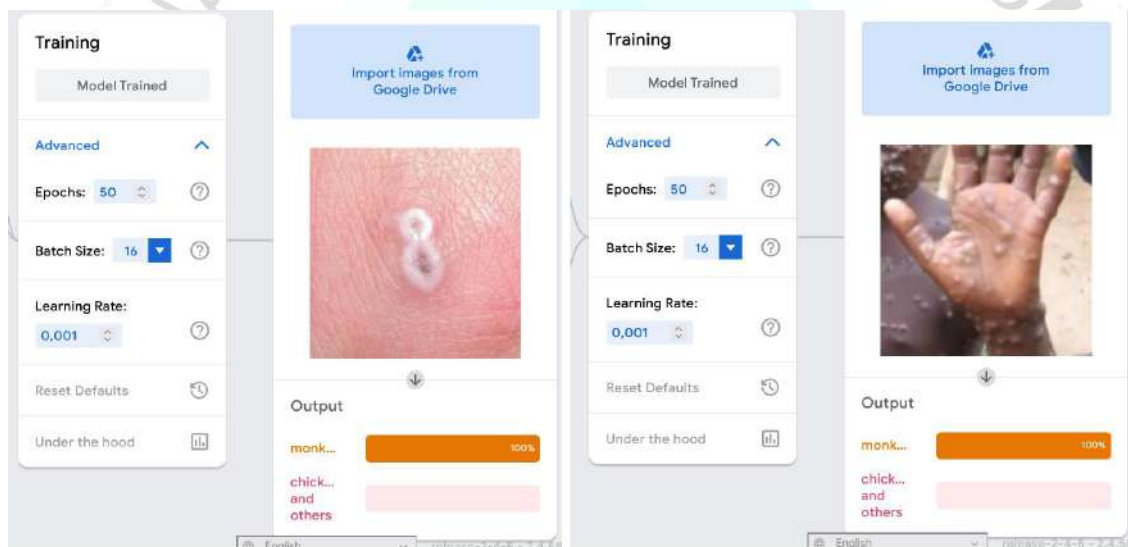 Training
Model Trained
Advanced
Epochs: 50
Batch Size: 16
Learning Rate:
0,001
Reset Defaults
Under the hood
Import images from
Google Drive
Output
monk...
100%
chick...
and
others
English
Training
Model Trained
Advanced
Epochs: 50
Batch Size: 16
Learning Rate:
0,001
Reset Defaults
Under the hood
Import images from
Google Drive
Output
monk...
100%
chick...
and
others
English